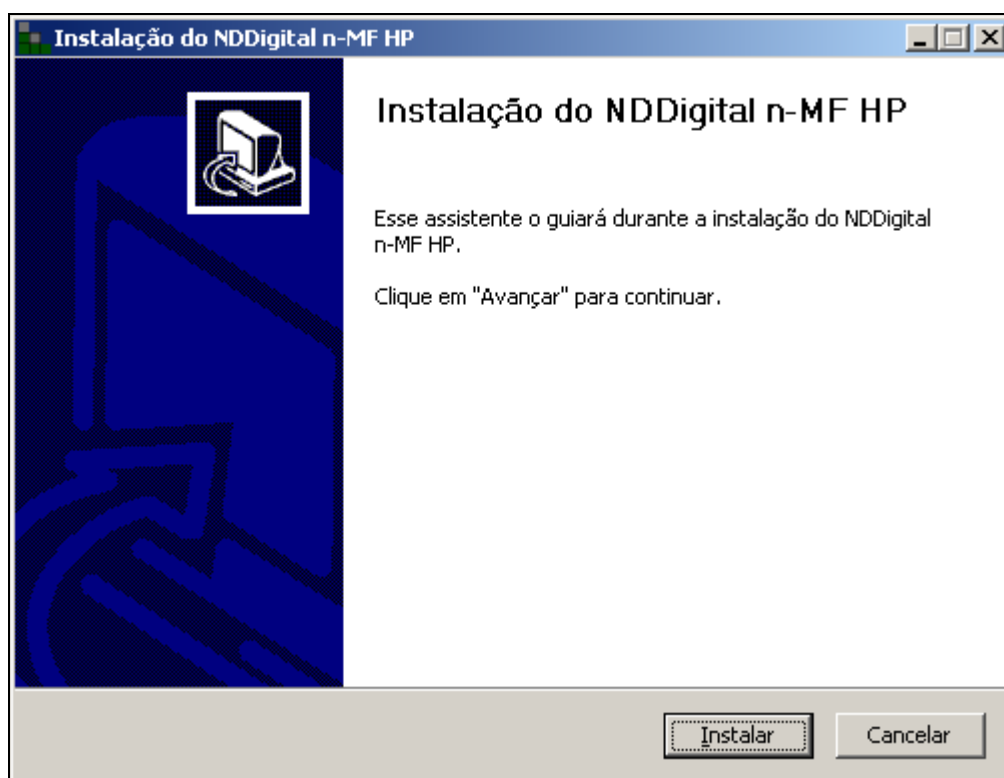 Instalação do NDDigital n-MF HP
Instalação do NDDigital n-MF HP
Esse assistente o guiará durante a instalação do NDDigital
n-MF HP.
Clique em "Avançar" para continuar.
Instalar
Cancelar